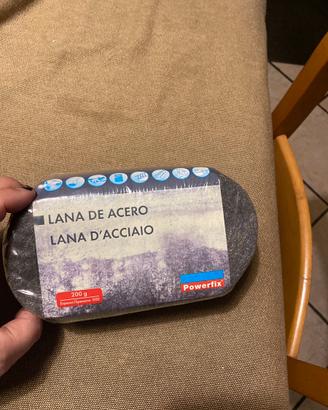 LANA DE ACERO
LANA D'ACCIAIO
200 g
Powerfix